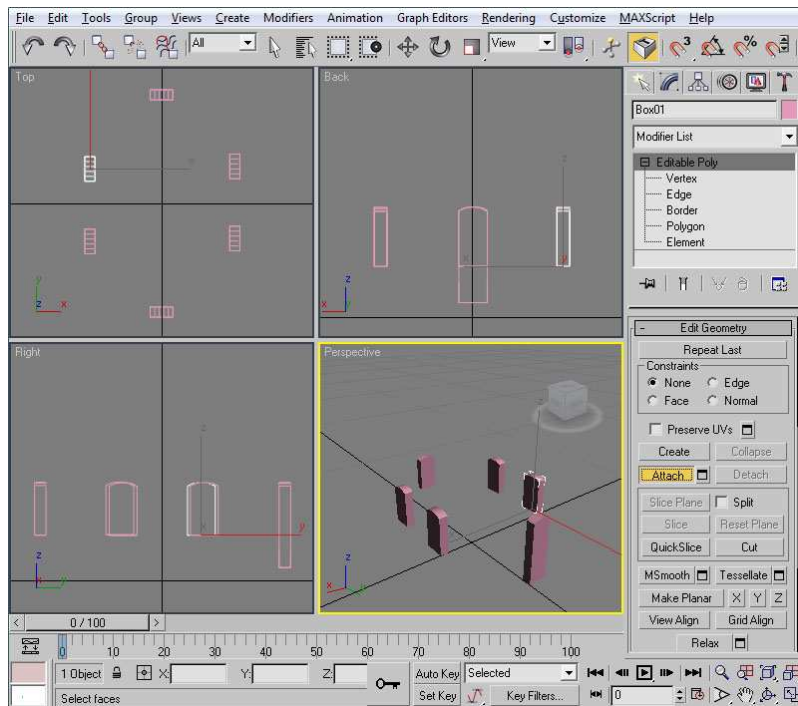 File Edit Tools Group Views Create Modifiers Animation Graph Editors Rendering Customize MAXScript Help
All
View
3
%
Top
Back
Box01
Modifier List
Editable Poly
Vertex
Edge
Border
Polygon
Element
Edit Geometry
Repeat Last
Constraints
None Edge
Face Normal
Preserve UVs
Create Collapse
Attach Detach
Slice Plane Split
Slice Reset Plane
QuickSlice Cut
MSmooth Tessellate
Make Planar X Y Z
View Align Grid Align
Relax
Right
Perspective
0 / 100
0 10 20 30 40 50 60 70 80 90 100
1 Object X: Y: Z: Auto Key Selected
Select faces Set Key Key Filters... 0